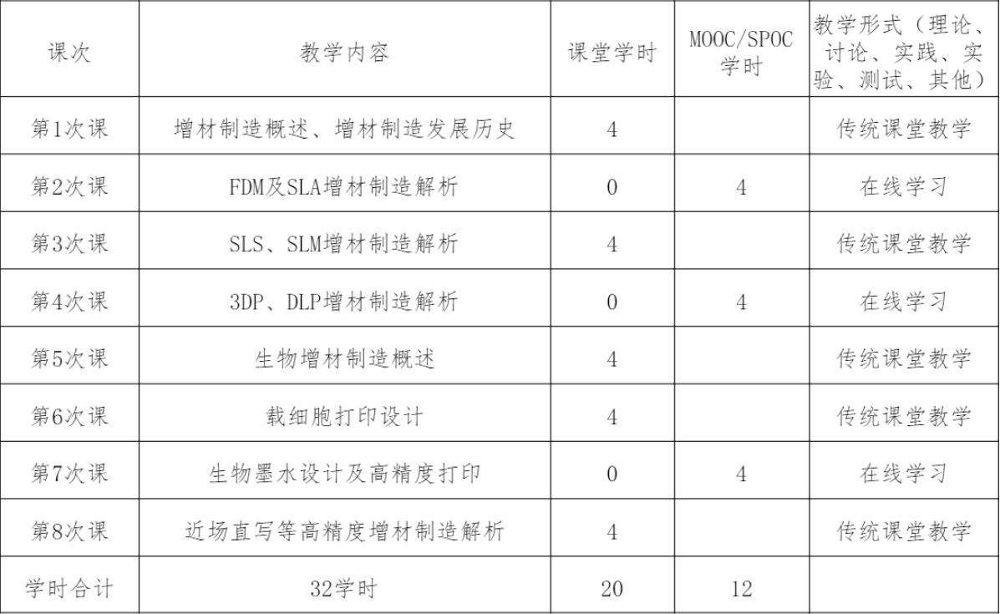 课次 教学内容 课堂学时 MOOC/SPOC学时 教学形式（理论、讨论、实践、实验、测试、其他）
第1次课 增材制造概述、增材制造发展历史 4 传统课堂教学
第2次课 FDM及SLA增材制造解析 0 4 在线学习
第3次课 SLS、SLM增材制造解析 4 传统课堂教学
第4次课 3DP、DLP增材制造解析 0 4 在线学习
第5次课 生物增材制造概述 4 传统课堂教学
第6次课 载细胞打印设计 4 传统课堂教学
第7次课 生物墨水设计及高精度打印 0 4 在线学习
第8次课 近场直写等高精度增材制造解析 4 传统课堂教学
学时合计 32学时 20 12